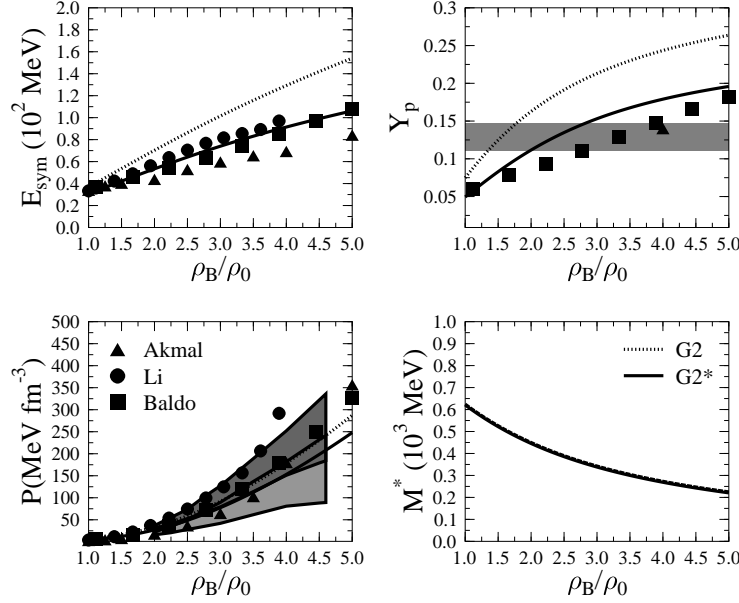 E_sym (10^2 MeV)
2.0
1.8
1.6
1.4
1.2
1.0
0.8
0.6
0.4
0.2
0.0
1.0 1.5 2.0 2.5 3.0 3.5 4.0 4.5 5.0
ρ_B/ρ_0
Y_p
0.3
0.25
0.2
0.15
0.1
0.05
1.0 1.5 2.0 2.5 3.0 3.5 4.0 4.5 5.0
ρ_B/ρ_0
P(MeV fm^-3)
500
450
400
350
300
250
200
150
100
50
Akmal
Li
Baldo
1.0 1.5 2.0 2.5 3.0 3.5 4.0 4.5 5.0
ρ_B/ρ_0
M^* (10^3 MeV)
1.0
0.9
0.8
0.7
0.6
0.5
0.4
0.3
0.2
0.1
0.0
G2
G2*
1.0 1.5 2.0 2.5 3.0 3.5 4.0 4.5 5.0
ρ_B/ρ_0